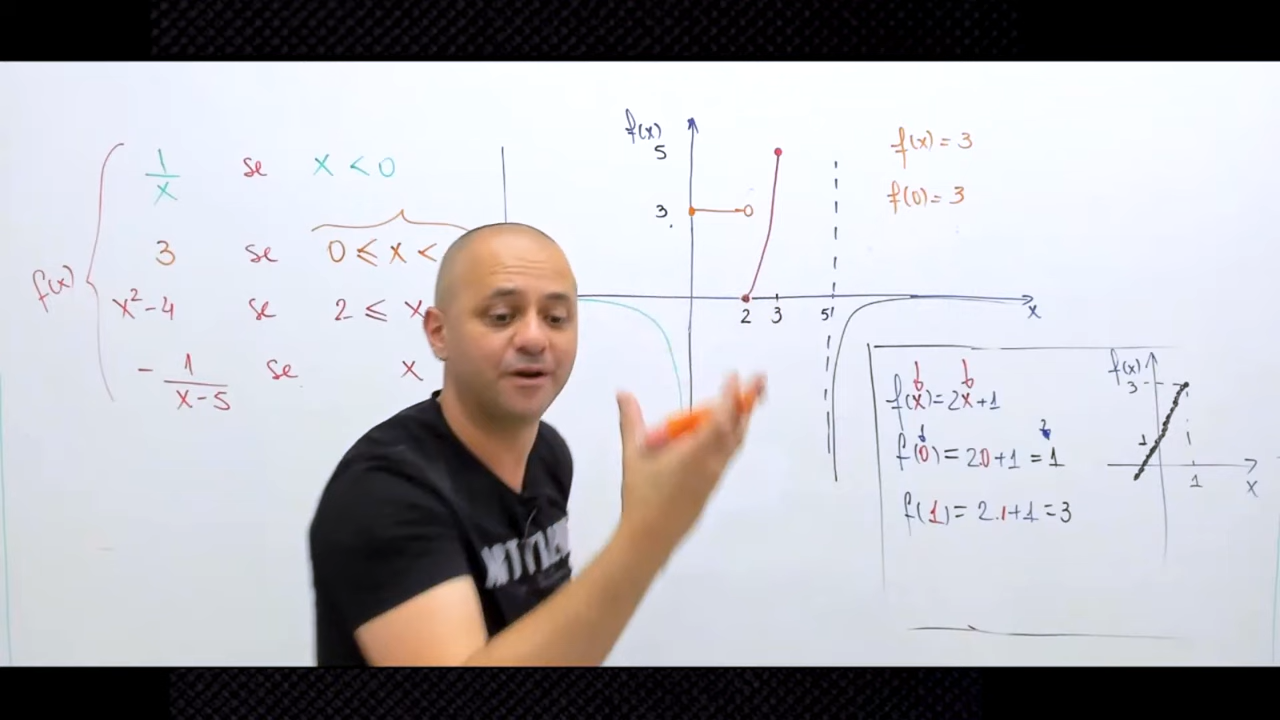 f(x)
1/x se x < 0
3 se 0 ≤ x <
x²-4 se 2 ≤ x
- 1/(x-5) se x
f(x)
5
3
2 3 5
x
f(x) = 3
f(0) = 3
f(x)=2x+1
f(0)=2.0+1=1
f(1)=2.1+1=3
f(x)
3
1
1
x